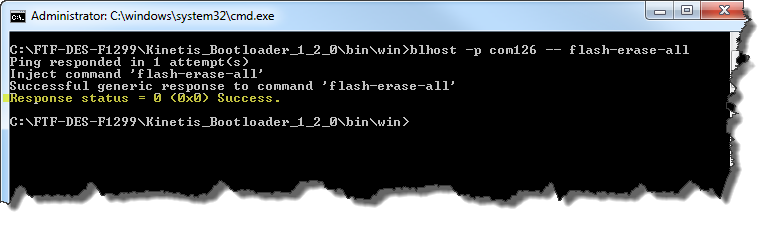 Administrator: C:\windows\system32\cmd.exe
C:\FTF-DES-F1299\Kinetis_Bootloader_1_2_0\bin\win>blhost -p com126 -- flash-erase-all
Ping responded in 1 attempt(s)
Inject command 'flash-erase-all'
Successful generic response to command 'flash-erase-all'
Response status = 0 (0x0) Success.
C:\FTF-DES-F1299\Kinetis_Bootloader_1_2_0\bin\win>